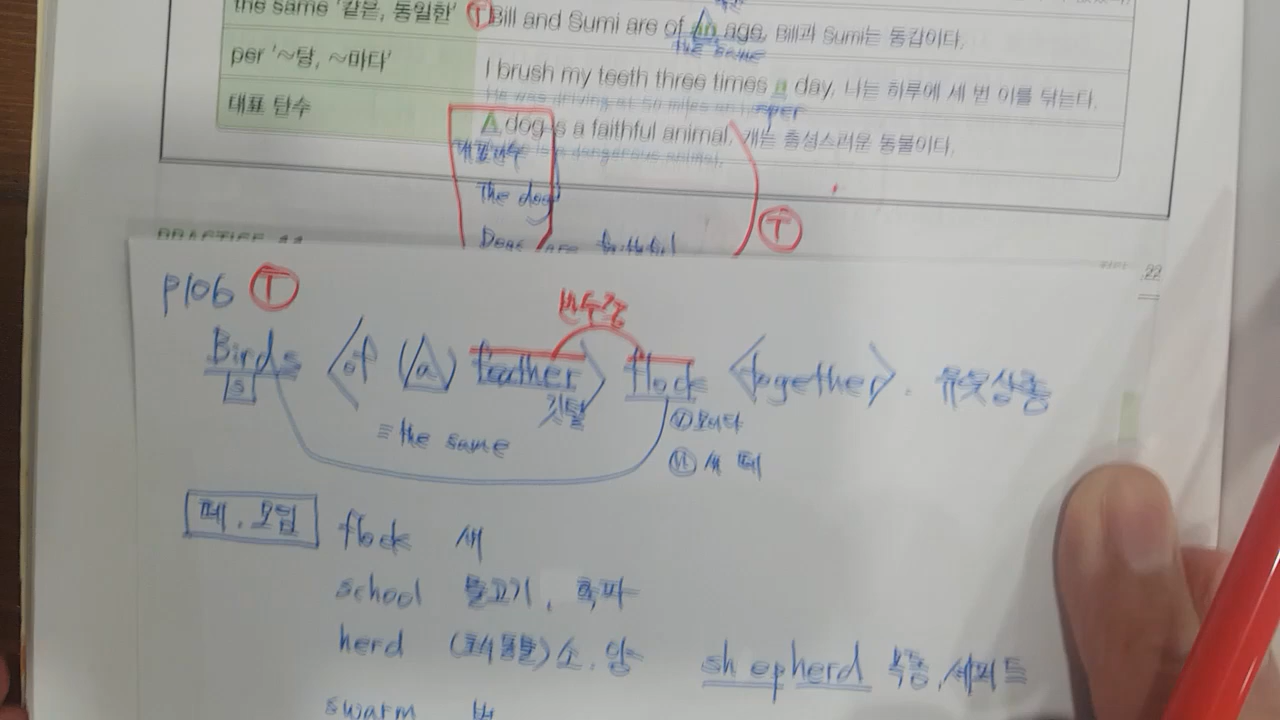 the same '같은, 동일한' Ⓣ Bill and Sumi are of an age. Bill과 Sumi는 동갑이다.
the same
per '~당, ~마다' I brush my teeth three times a day. 나는 하루에 세 번 이를 닦는다.
per
대표 단수 A dog is a faithful animal. 개는 충성스러운 동물이다.
대표단수
The dog
Ⓣ
Dogs are faithful
22
p106 Ⓣ
반수중
Birds <of (a) feather> flock <together>. 유유상종
S 깃털 Ⓥ 모이다
= the same ⓝ 새 떼
떼, 모임 flock 새
school 물고기, 학파
herd (초식동물) 소, 양 shepherd 목동, 셰퍼드
swarm 벌